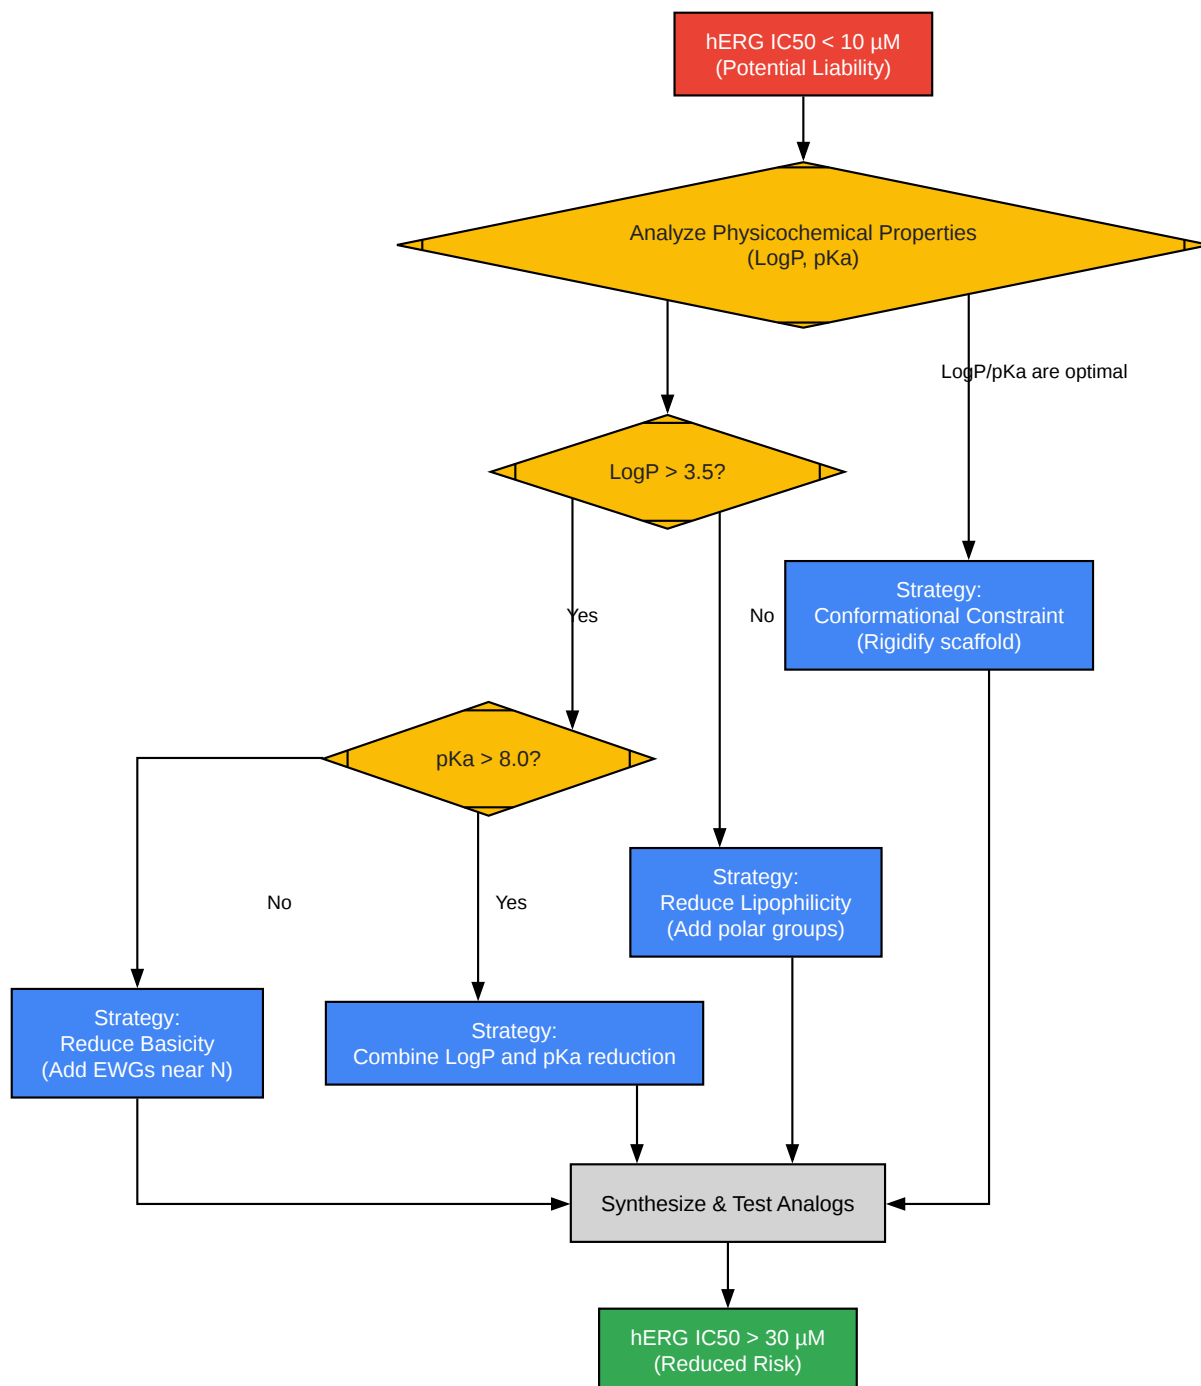 hERG IC50 < 10 µM
(Potential Liability)
Analyze Physicochemical Properties
(LogP, pKa)
LogP/pKa are optimal
LogP > 3.5?
Strategy:
Conformational Constraint
(Rigidify scaffold)
Yes
No
pKa > 8.0?
Strategy:
Reduce Lipophilicity
(Add polar groups)
No
Yes
Strategy:
Reduce Basicity
(Add EWGs near N)
Strategy:
Combine LogP and pKa reduction
Synthesize & Test Analogs
hERG IC50 > 30 µM
(Reduced Risk)